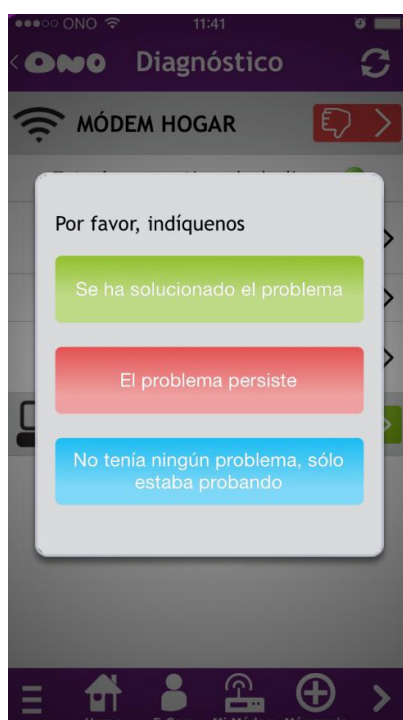 ONO 11:41
ONO Diagnóstico
MÓDEM HOGAR
Por favor, indíquenos
Se ha solucionado el problema
El problema persiste
No tenía ningún problema, sólo
estaba probando